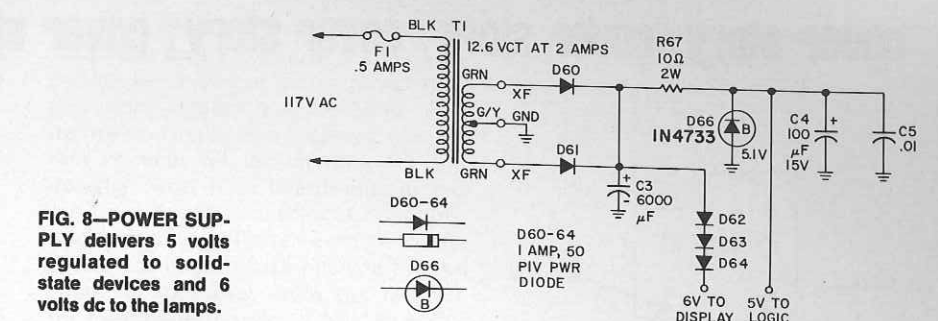 BLK T1
F1
.5 AMPS
12.6 VCT AT 2 AMPS
117V AC
GRN
XF
D60
G/Y GND
D61
BLK GRN XF
R67
10Ω
2W
D66
1N4733
B
5.1V
C4
100
μF
15V
+
C5
.01
+
-
C3
6000
μF
D62
D63
D64
6V TO
DISPLAY
5V TO
LOGIC
D60-64
D66
B
D60-64
1 AMP, 50
PIV PWR
DIODE
FIG. 8—POWER SUP-
PLY delivers 5 volts
regulated to solid-
state devices and 6
volts dc to the lamps.